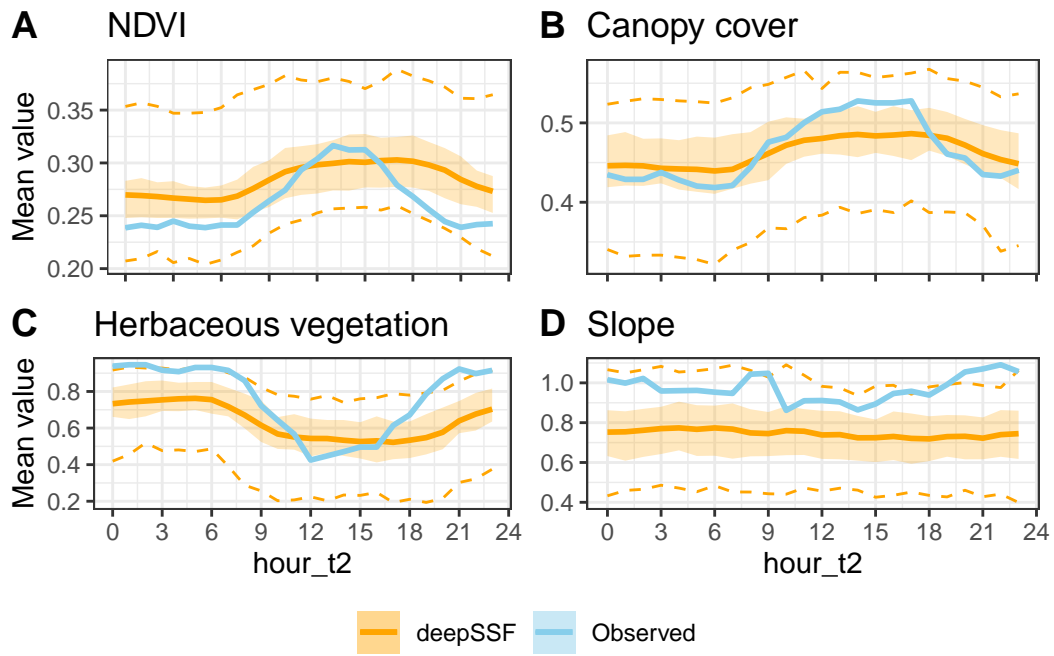 A NDVI
B Canopy cover
Mean value
0.35
0.30
0.25
0.20
0.5
0.4
C Herbaceous vegetation
D Slope
Mean value
0.8
0.6
0.4
0.2
1.0
0.8
0.6
0.4
0 3 6 9 12 15 18 21 24
0 3 6 9 12 15 18 21 24
hour_t2
hour_t2
deepSSF
Observed